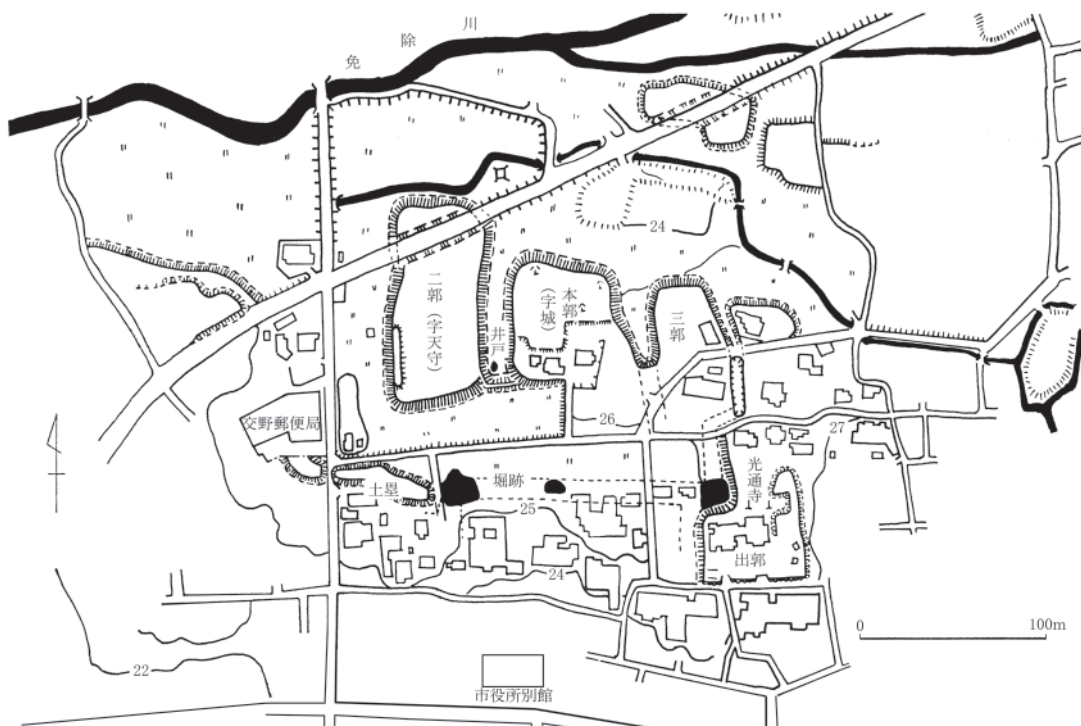 免除川
24
二郭(字天守)
井戸
本郭
(字城)
三郭
26
27
交野郵便局
土塁
堀跡
25
光通寺
出郭
24
22
0 100m
市役所別館